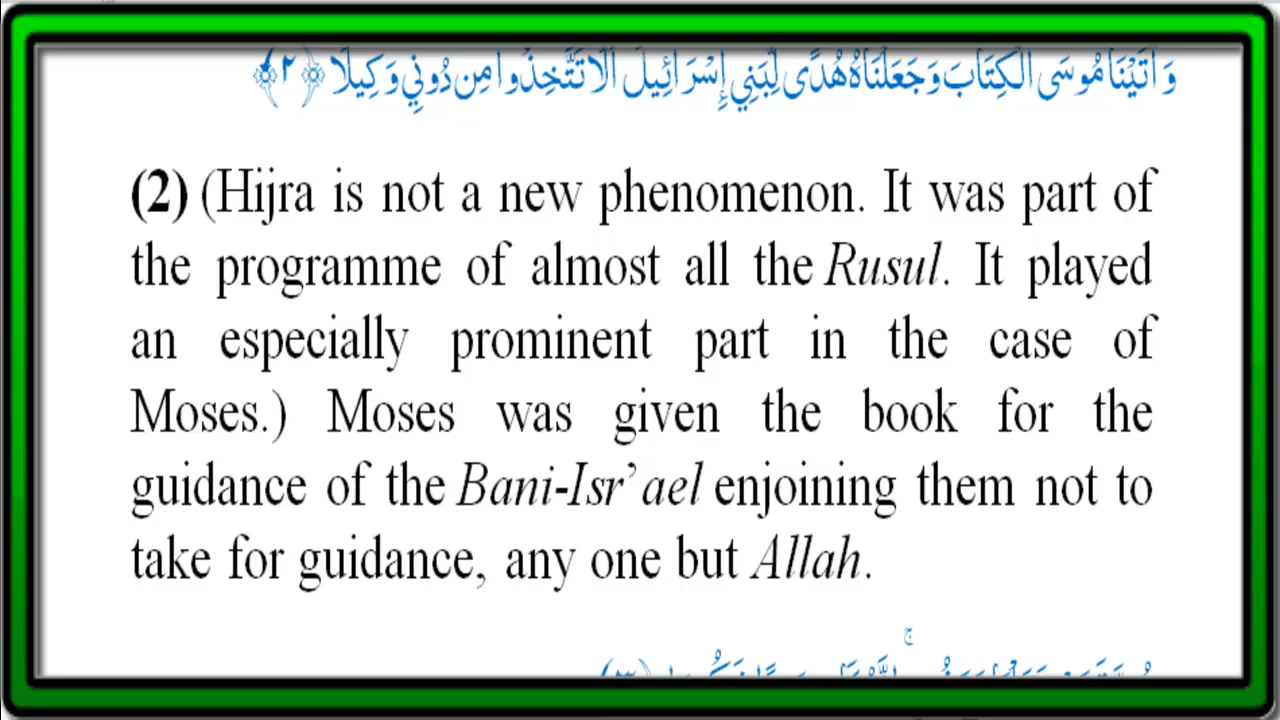 وَ آتَيْنَا مُوسَى الْكِتَابَ وَ جَعَلْنَاهُ هُدًى لِّبَنِي إِسْرَائِيلَ أَلَّا تَتَّخِذُوا مِن دُونِي وَكِيلًا ﴿٢﴾
(2) (Hijra is not a new phenomenon. It was part of
the programme of almost all the Rusul. It played
an especially prominent part in the case of
Moses.) Moses was given the book for the
guidance of the Bani-Isr’ael enjoining them not to
take for guidance, any one but Allah.